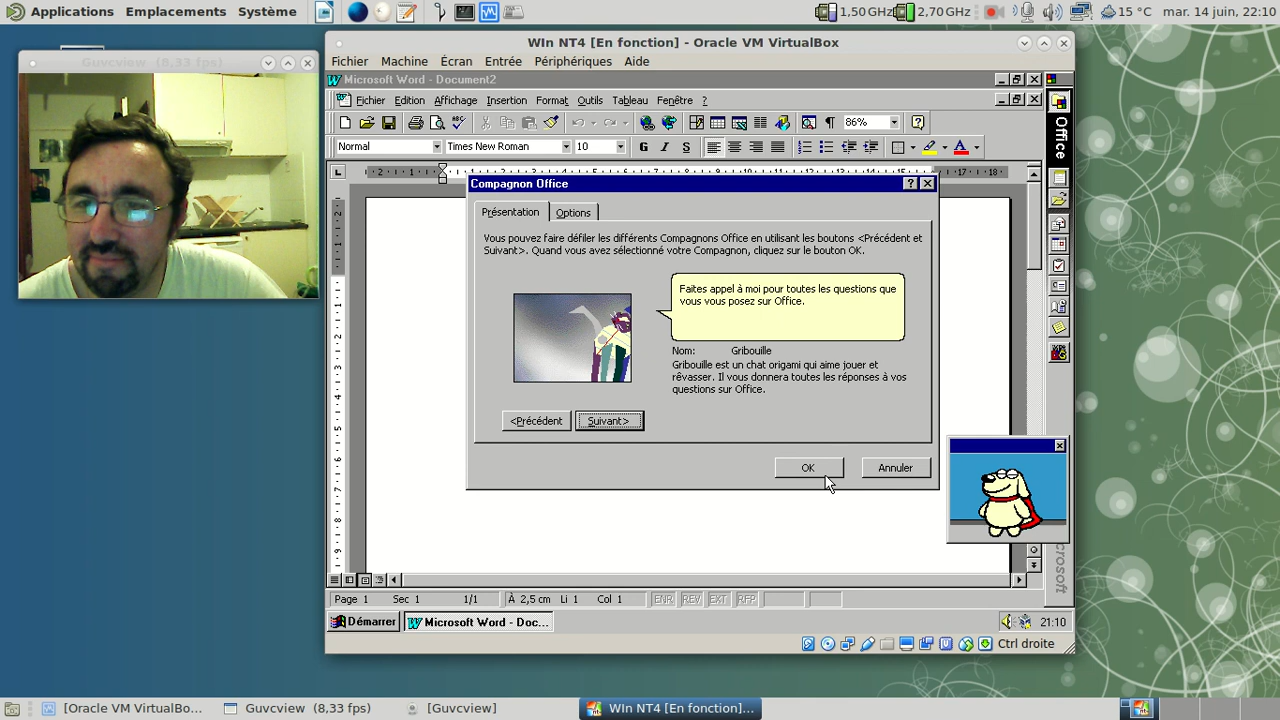 Applications Emplacements Système
1,50 GHz 2,70 GHz 15 °C mar. 14 juin, 22:10
Guvcview (8,33 fps)
WIn NT4 [En fonction] - Oracle VM VirtualBox
Fichier Machine Écran Entrée Périphériques Aide
Microsoft Word - Document2
Fichier Edition Affichage Insertion Format Outils Tableau Fenêtre ?
86%
Normal Times New Roman 10 G I S
Office
Compagnon Office
Présentation Options
Vous pouvez faire défiler les différents Compagnons Office en utilisant les boutons <Précédent et
Suivant>. Quand vous avez sélectionné votre Compagnon, cliquez sur le bouton OK.
Faites appel à moi pour toutes les questions que
vous vous posez sur Office.
Nom: Gribouille
Gribouille est un chat origami qui aime jouer et
rêvasser. Il vous donnera toutes les réponses à vos
questions sur Office.
<Précédent Suivant>
OK Annuler
Page 1 Sec 1 1/1 À 2,5 cm Li 1 Col 1 ENR REV EXT RFP
Démarrer Microsoft Word - Doc... 21:10
Ctrl droite
[Oracle VM VirtualBo... Guvcview (8,33 fps) [Guvcview] WIn NT4 [En fonction]...